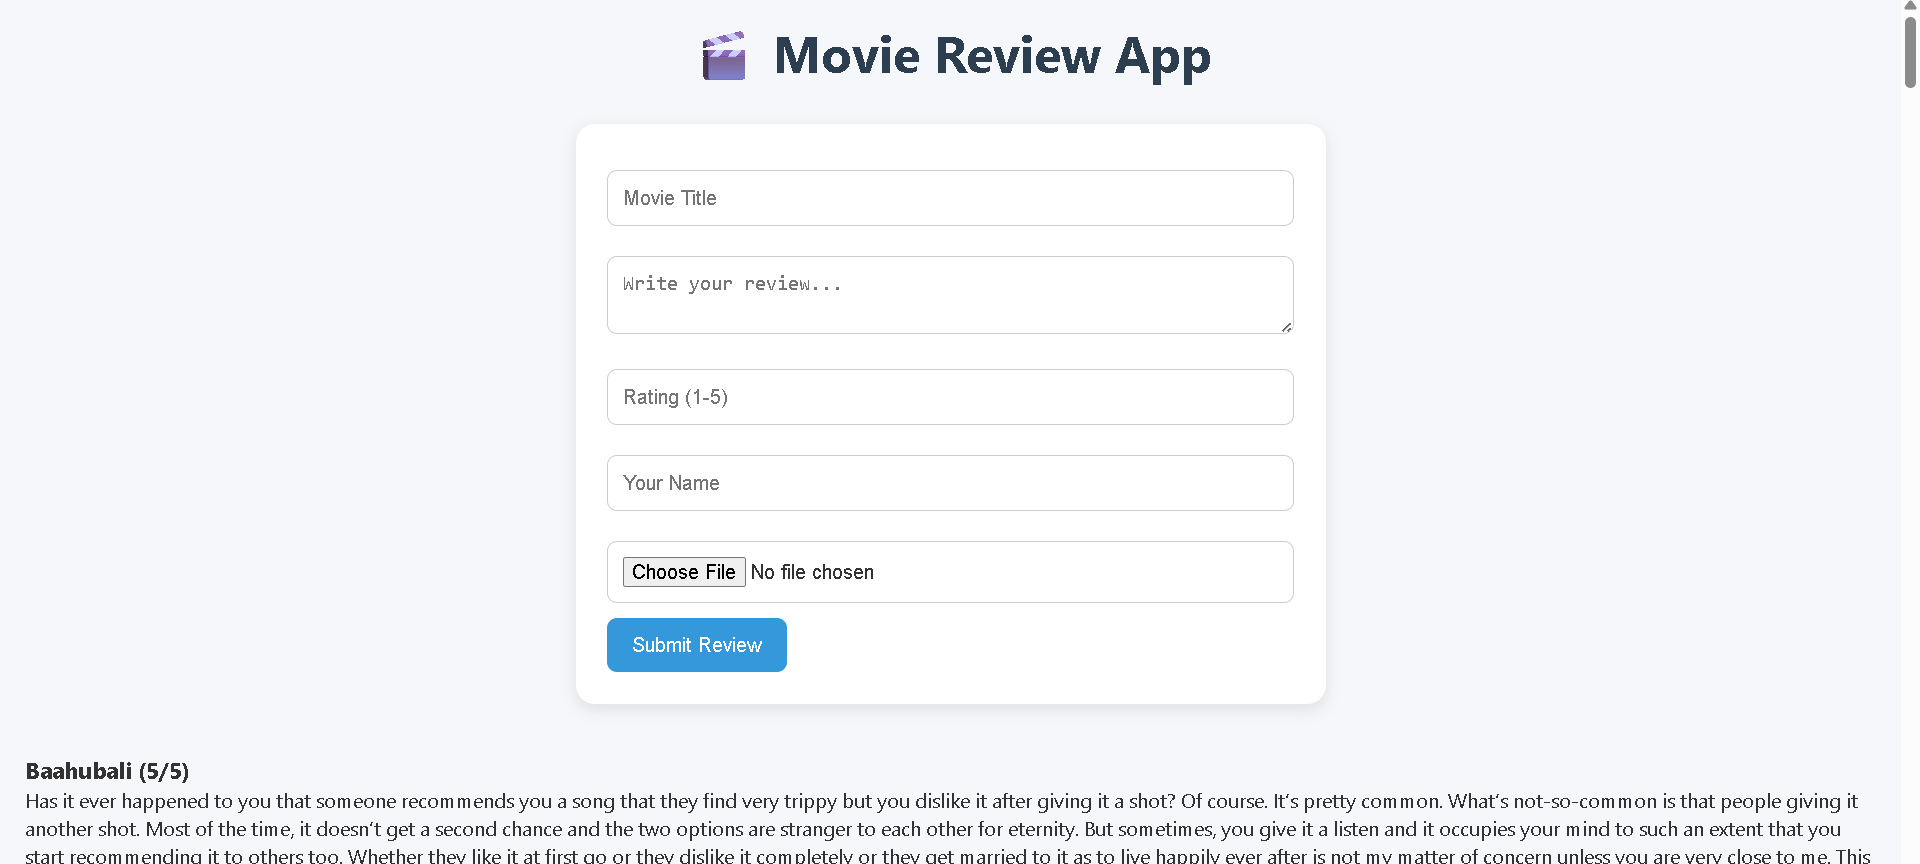 Movie Review App
Movie Title
Write your review...
Rating (1-5)
Your Name
Choose File No file chosen
Submit Review
Baahubali (5/5)
Has it ever happened to you that someone recommends you a song that they find very trippy but you dislike it after giving it a shot? Of course. It’s pretty common. What’s not-so-common is that people giving it
another shot. Most of the time, it doesn’t get a second chance and the two options are stranger to each other for eternity. But sometimes, you give it a listen and it occupies your mind to such an extent that you
start recommending it to others too. Whether they like it at first go or they dislike it completely or they get married to it as to live happily ever after is not my matter of concern unless you are very close to me. This